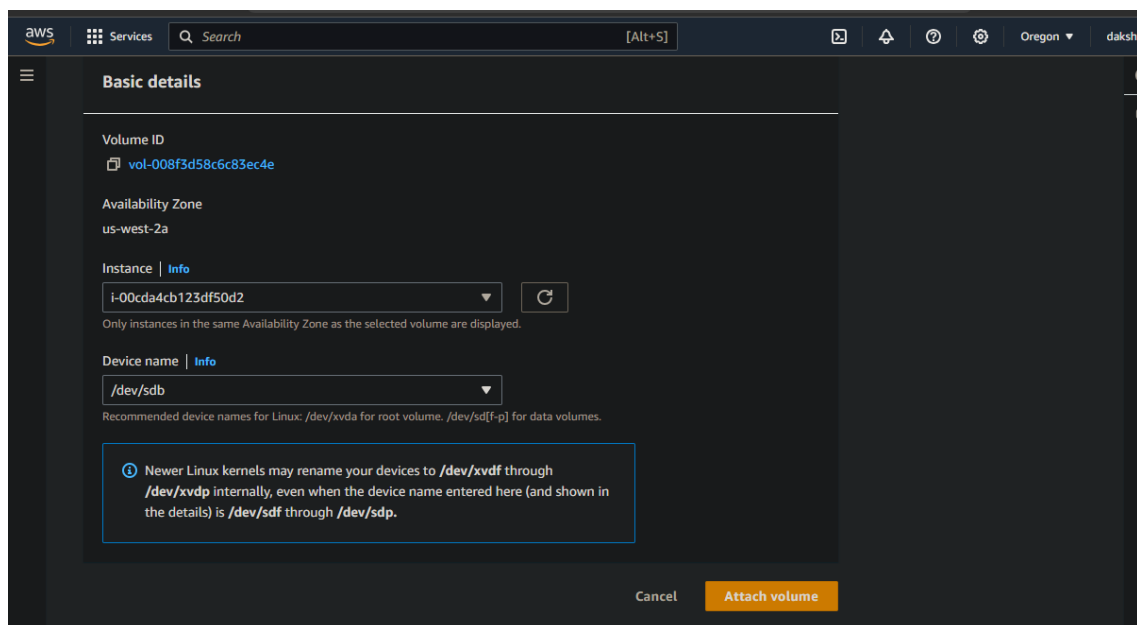 aws
Services
Search [Alt+S]
Oregon
daksh
Basic details
Volume ID
vol-008f3d58c6c83ec4e
Availability Zone
us-west-2a
Instance | Info
i-00cda4cb123df50d2
Only instances in the same Availability Zone as the selected volume are displayed.
Device name | Info
/dev/sdb
Recommended device names for Linux: /dev/xvda for root volume. /dev/sd[f-p] for data volumes.
Newer Linux kernels may rename your devices to /dev/xvdf through
/dev/xvdp internally, even when the device name entered here (and shown in
the details) is /dev/sdf through /dev/sdp.
Cancel
Attach volume